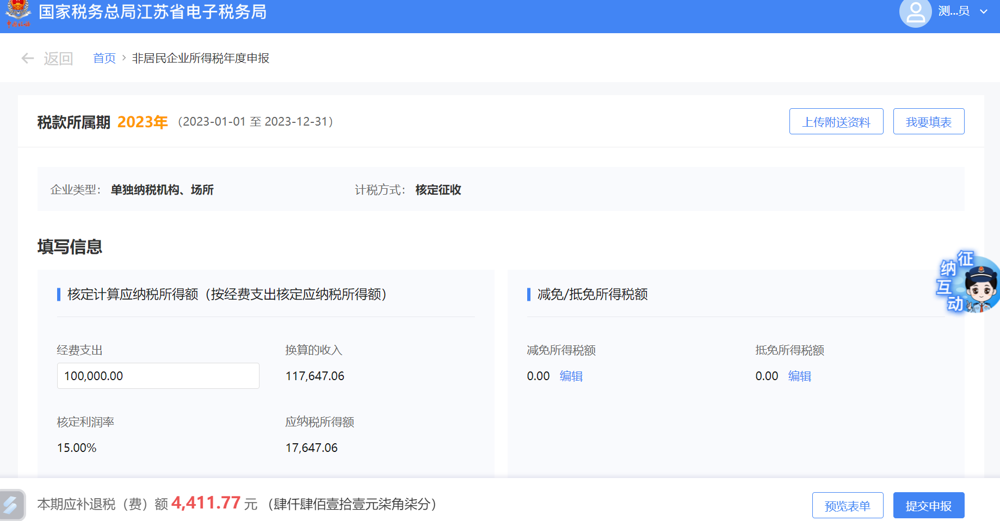 国家税务总局江苏省电子税务局
测...员
返回 首页 > 非居民企业所得税年度申报
税款所属期 2023年 （2023-01-01 至 2023-12-31）
上传附送资料 我要填表
企业类型： 单独纳税机构、场所 计税方式： 核定征收
填写信息
征纳互动
核定计算应纳税所得额（按经费支出核定应纳税所得额）
经费支出 换算的收入
100,000.00 117,647.06
核定利润率 应纳税所得额
15.00% 17,647.06
减免/抵免所得税额
减免所得税额 抵免所得税额
0.00 编辑 0.00 编辑
本期应补退税（费）额 4,411.77 元 （肆仟肆佰壹拾壹元柒角柒分）
预览表单 提交申报